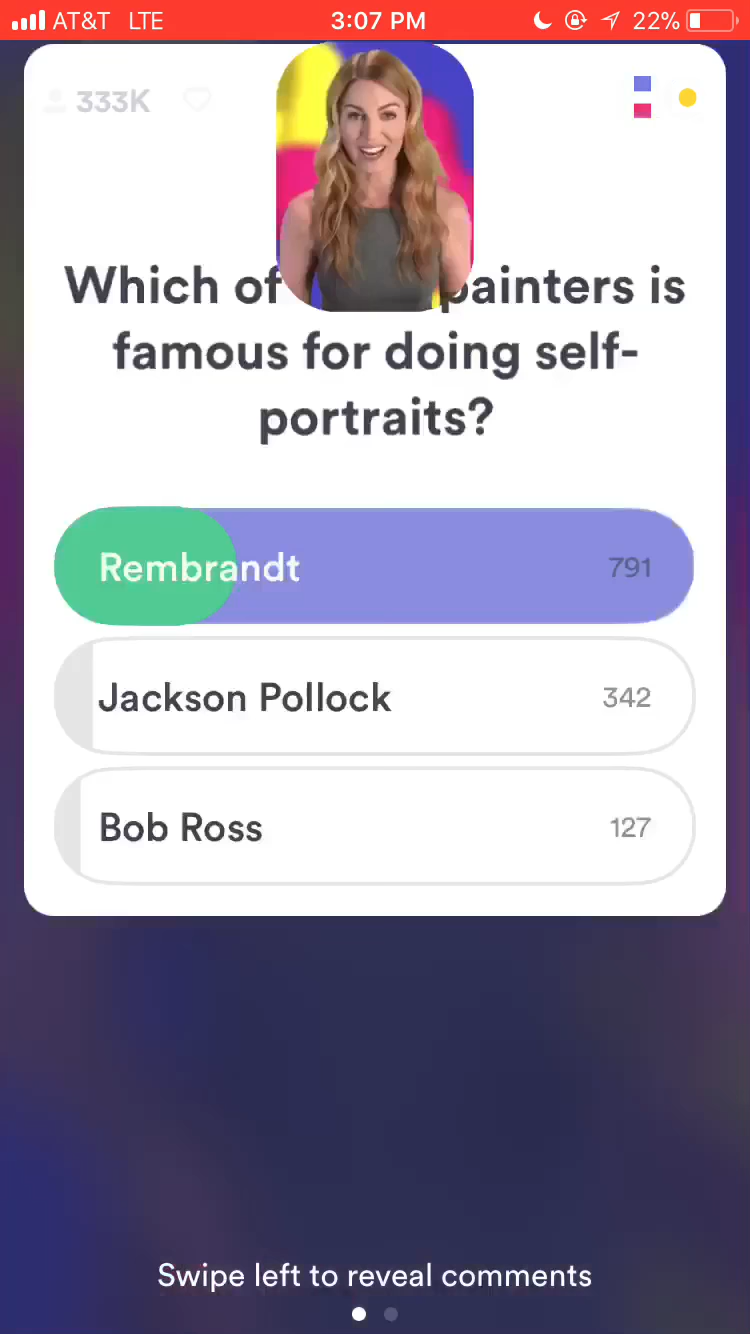 AT&T LTE 3:07 PM 22%
333K
Which of painters is
famous for doing self-
portraits?
Rembrandt 791
Jackson Pollock 342
Bob Ross 127
Swipe left to reveal comments